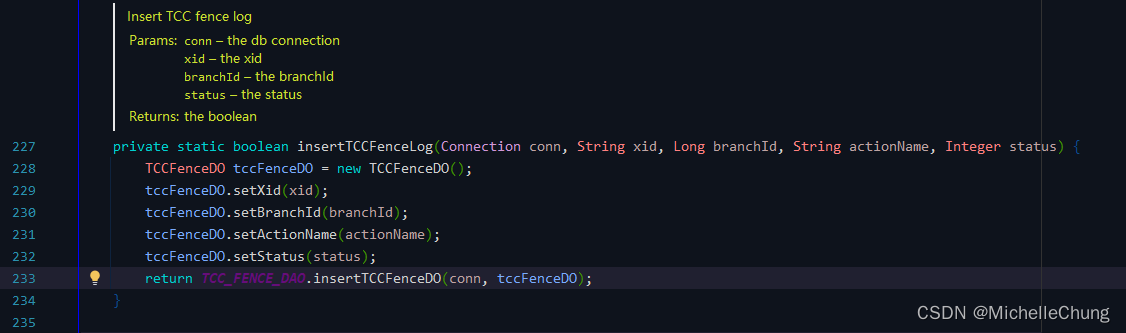 Insert TCC fence log
Params: conn – the db connection
xid – the xid
branchId – the branchId
status – the status
Returns: the boolean
227 private static boolean insertTCCFenceLog(Connection conn, String xid, Long branchId, String actionName, Integer status) {
228 TCCFenceDO tccFenceDO = new TCCFenceDO();
229 tccFenceDO.setXid(xid);
230 tccFenceDO.setBranchId(branchId);
231 tccFenceDO.setActionName(actionName);
232 tccFenceDO.setStatus(status);
233 return TCC_FENCE_DAO.insertTCCFenceDO(conn, tccFenceDO);
234 }
235
CSDN @MichelleChung